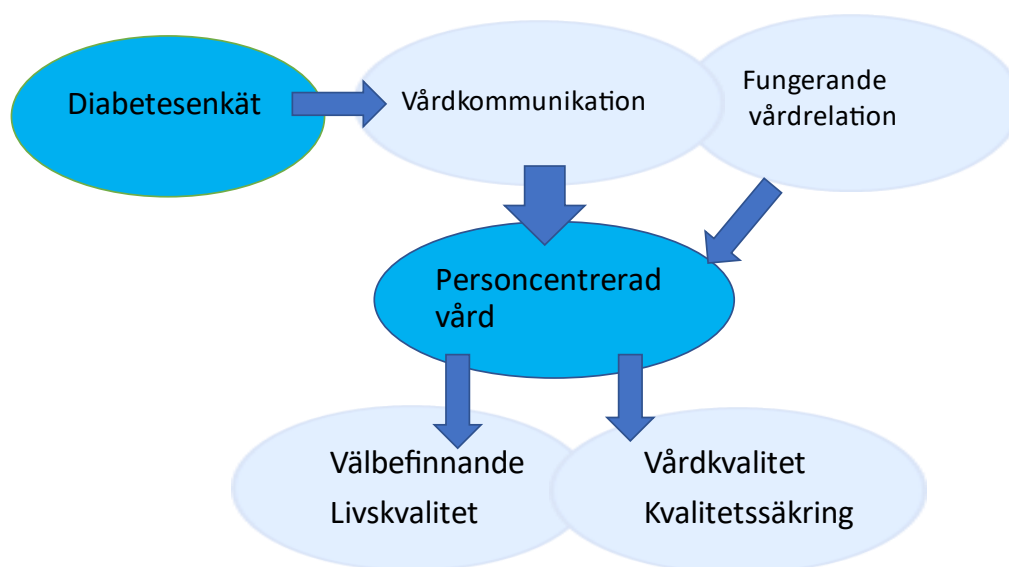 Diabetesenkät
Vårdkommunikation
Fungerande
vårdrelation
Personcentrerad
vård
Välbefinnande
Livskvalitet
Vårdkvalitet
Kvalitetssäkring